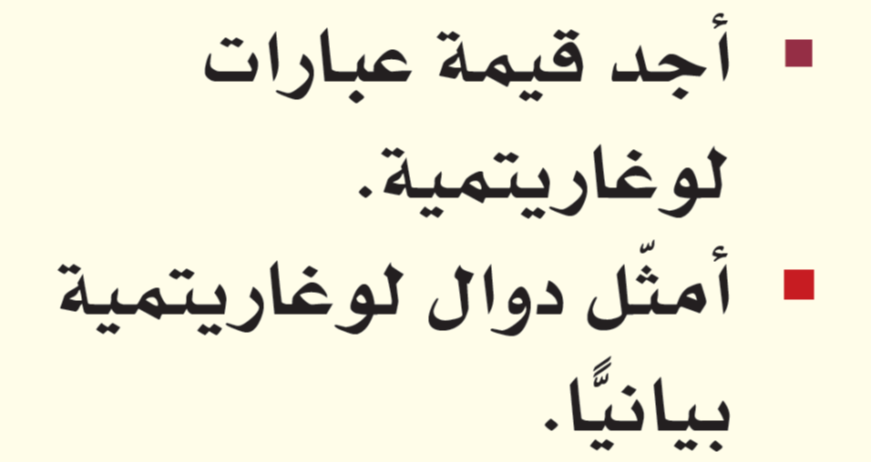 أجد قيمة عبارات
لوغاريتمية.
أمثّل دوال لوغاريتمية
بيانيًّا.